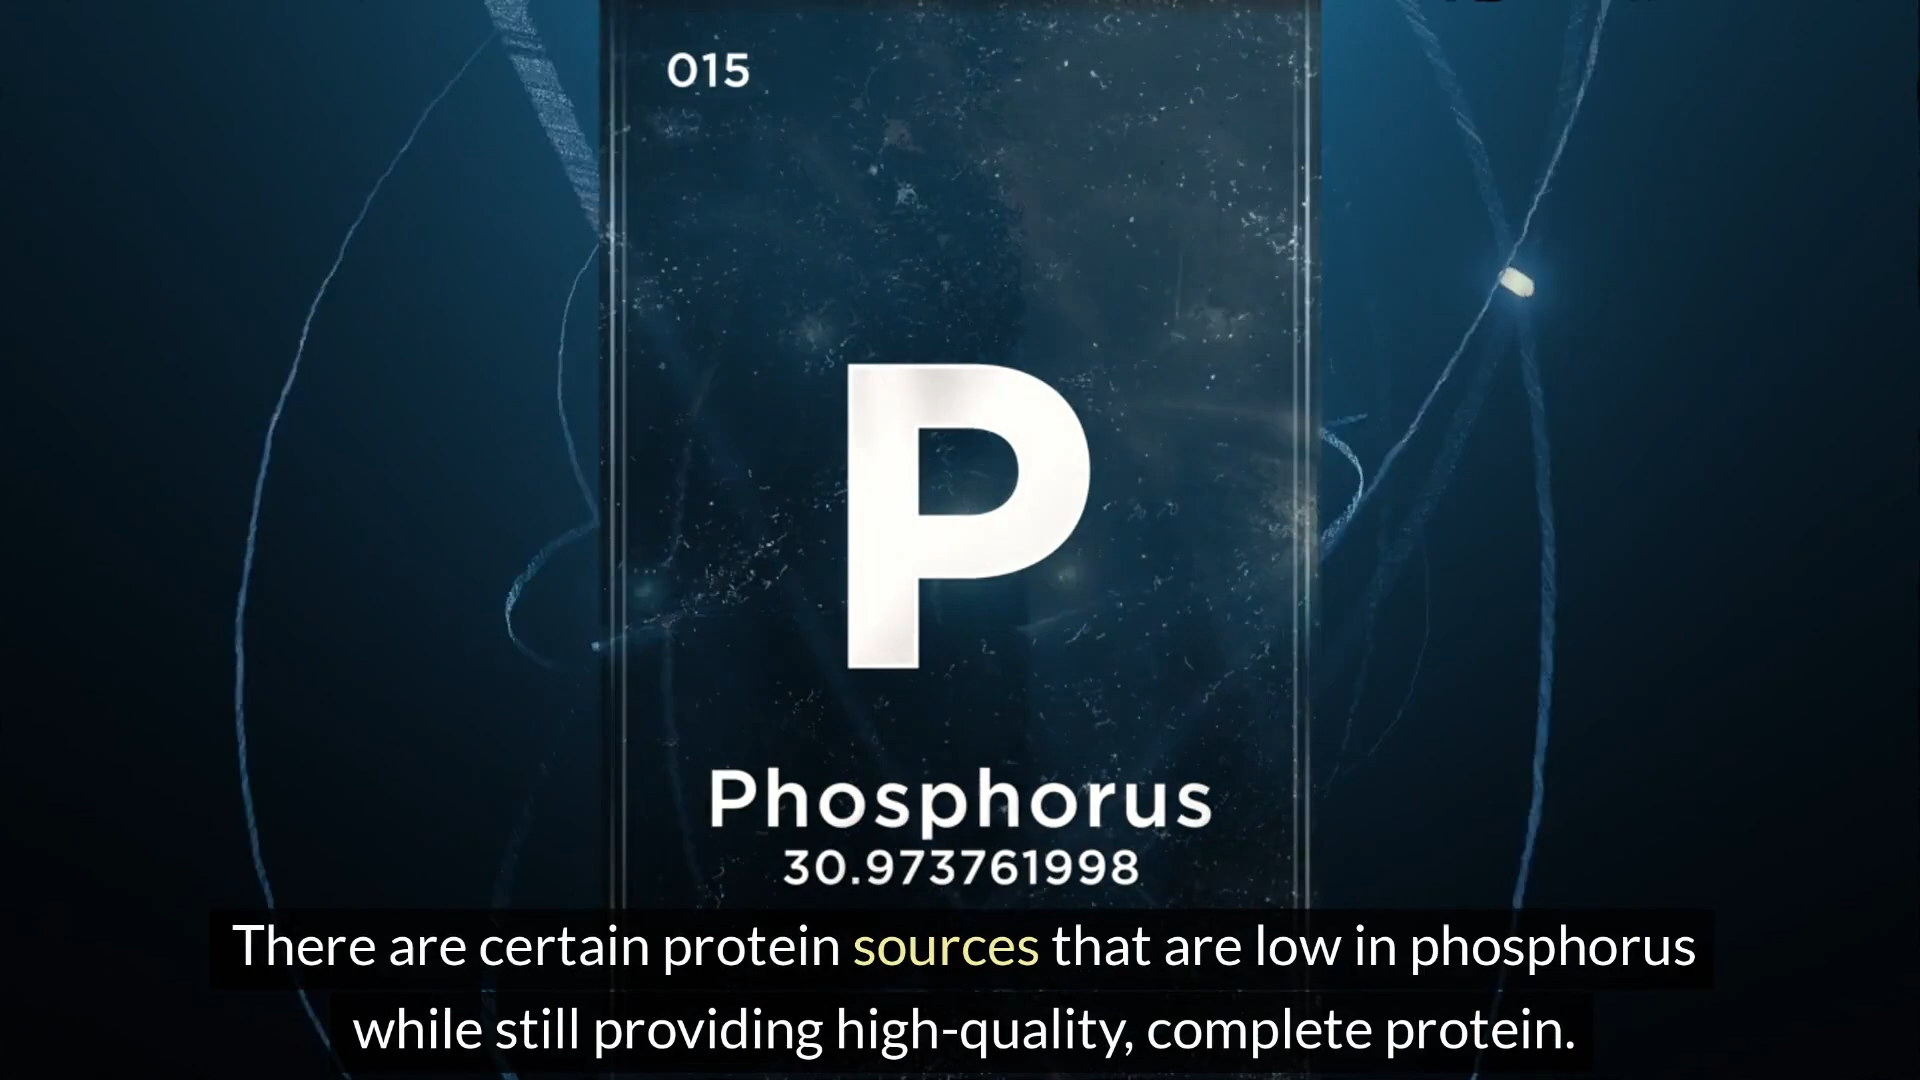 015
P
Phosphorus
30.973761998
There are certain protein sources that are low in phosphorus
while still providing high-quality, complete protein.